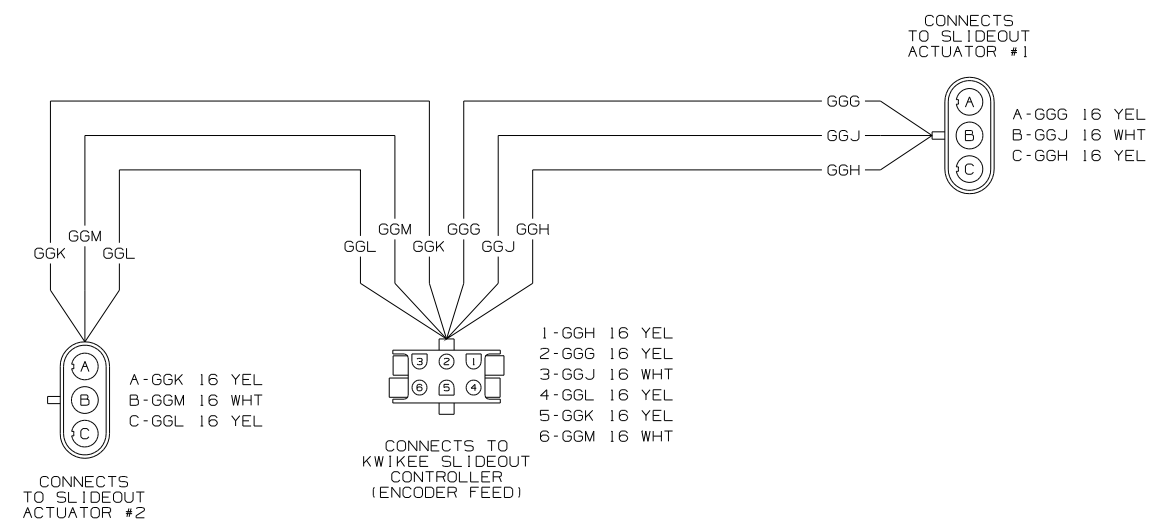 CONNECTS
TO SLIDEOUT
ACTUATOR #1
GGG
GGJ
GGH
A
B
C
A-GGG 16 YEL
B-GGJ 16 WHT
C-GGH 16 YEL
GGK
GGM
GGL
GGL
GGM
GGK
GGG
GGJ
GGH
A
B
C
A-GGK 16 YEL
B-GGM 16 WHT
C-GGL 16 YEL
CONNECTS
TO SLIDEOUT
ACTUATOR #2
3 2 1
6 5 4
1-GGH 16 YEL
2-GGG 16 YEL
3-GGJ 16 WHT
4-GGL 16 YEL
5-GGK 16 YEL
6-GGM 16 WHT
CONNECTS TO
KWIKEE SLIDEOUT
CONTROLLER
(ENCODER FEED)